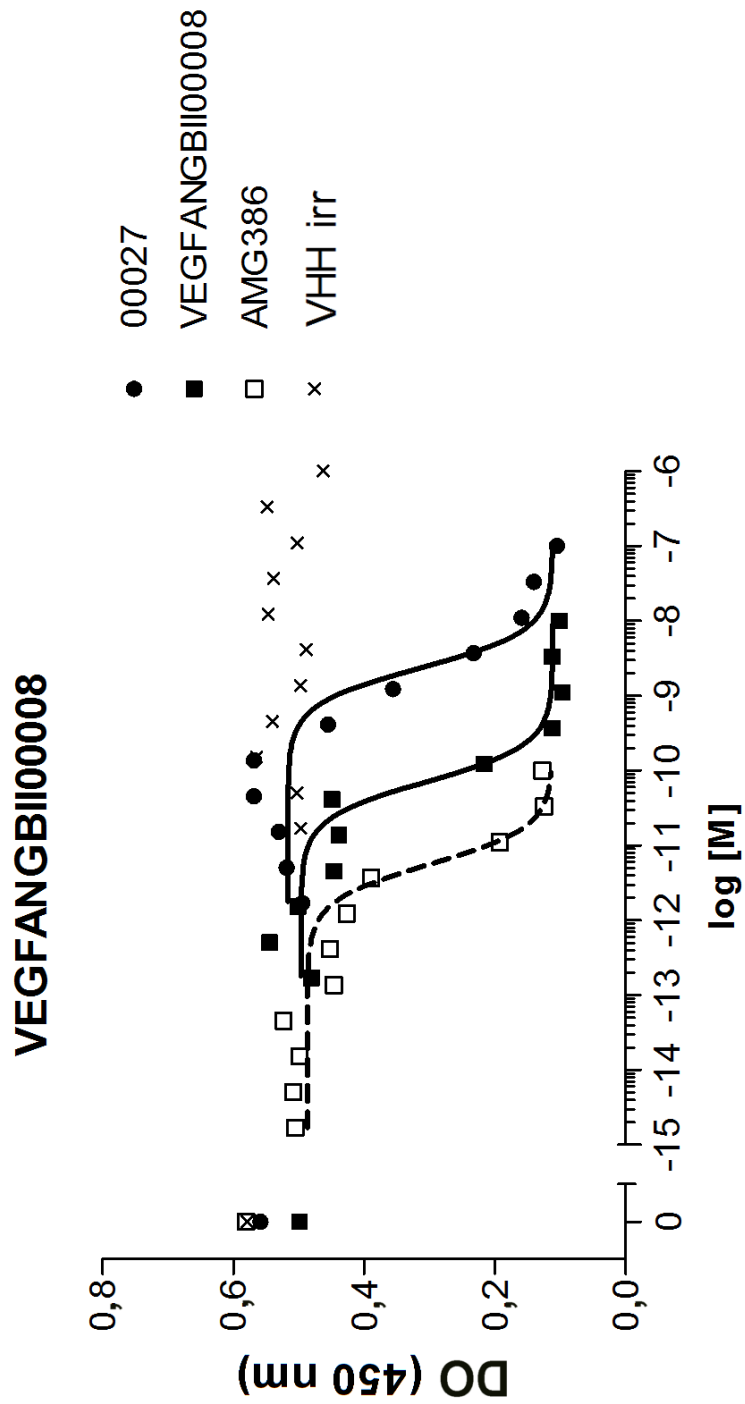 VEGFANGBII00008
00027
VEGFANGBII00008
AMG386
VHH irr
DO (450 nm)
0,8
0,6
0,4
0,2
0,0
0
-15
-14
-13
-12
-11
-10
-9
-8
-7
-6
log [M]